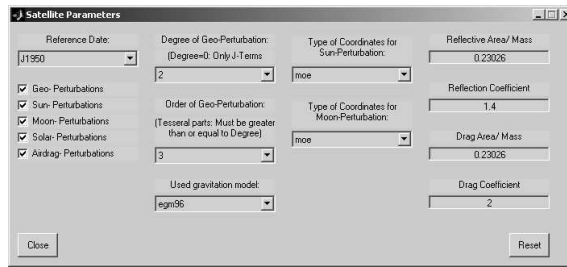 Satellite Parameters
Reference Date:
J1950
Geo- Perturbations
Sun- Perturbations
Moon- Perturbations
Solar- Perturbations
Airdrag- Perturbations
Degree of Geo-Perturbation:
(Degree=0: Only J-Terms
2
Order of Geo-Perturbation:
(Tesseral parts: Must be greater
than or equal to Degree)
3
Used gravitation model:
egm96
Type of Coordinates for
Sun-Perturbation:
moe
Type of Coordinates for
Moon-Perturbation:
moe
Reflective Area/ Mass
0.23026
Reflection Coefficient
1.4
Drag Area/ Mass
0.23026
Drag Coefficient
2
Close
Reset